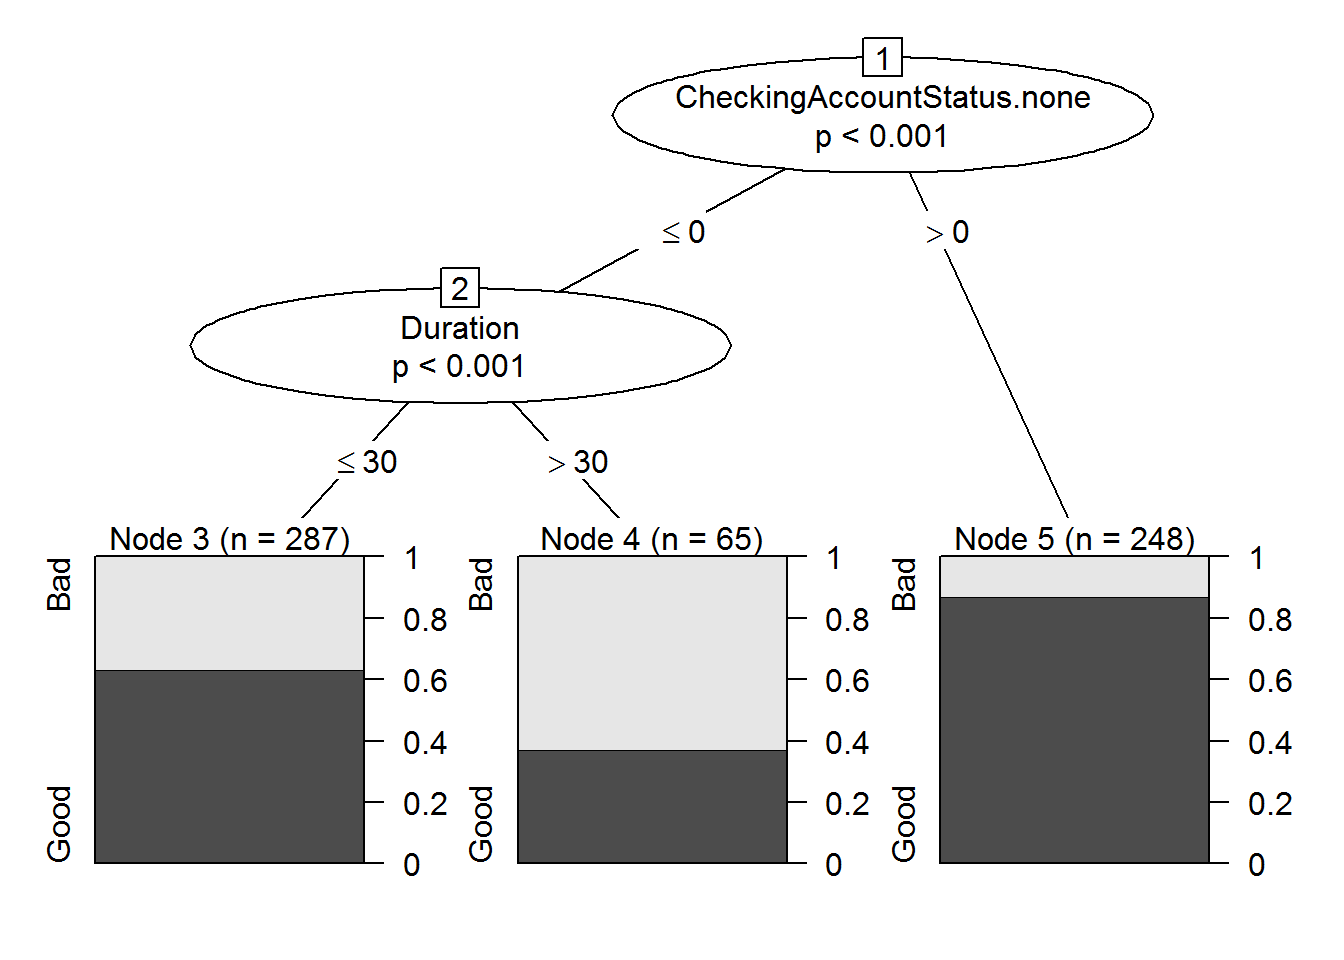 1
CheckingAccountStatus.none
p < 0.001
≤ 0
> 0
2
Duration
p < 0.001
≤ 30
> 30
Node 3 (n = 287)
Bad
Good
1
0.8
0.6
0.4
0.2
0
Node 4 (n = 65)
Bad
Good
1
0.8
0.6
0.4
0.2
0
Node 5 (n = 248)
Bad
Good
1
0.8
0.6
0.4
0.2
0